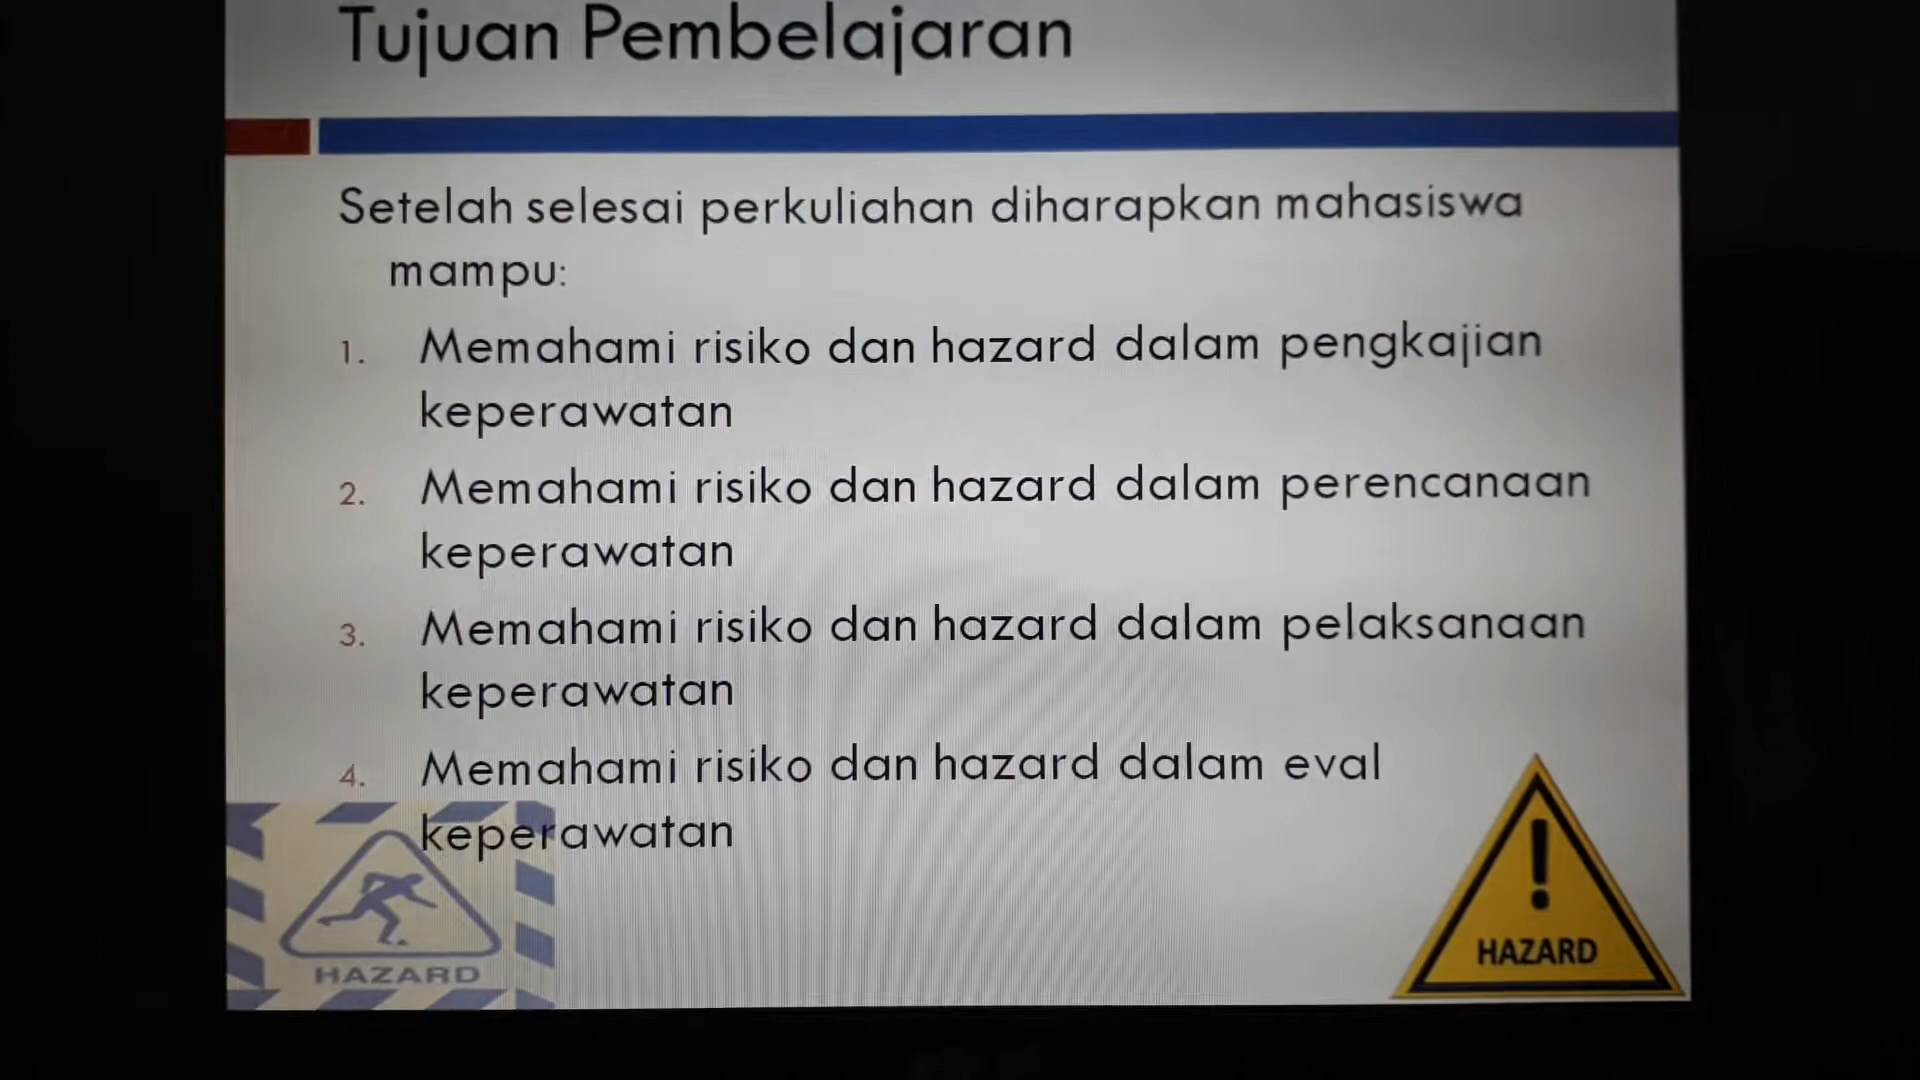 Tujuan Pembelajaran
Setelah selesai perkuliahan diharapkan mahasiswa
mampu:
1. Memahami risiko dan hazard dalam pengkajian
keperawatan
2. Memahami risiko dan hazard dalam perencanaan
keperawatan
3. Memahami risiko dan hazard dalam pelaksanaan
keperawatan
4. Memahami risiko dan hazard dalam eval
keperawatan
HAZARD
HAZARD